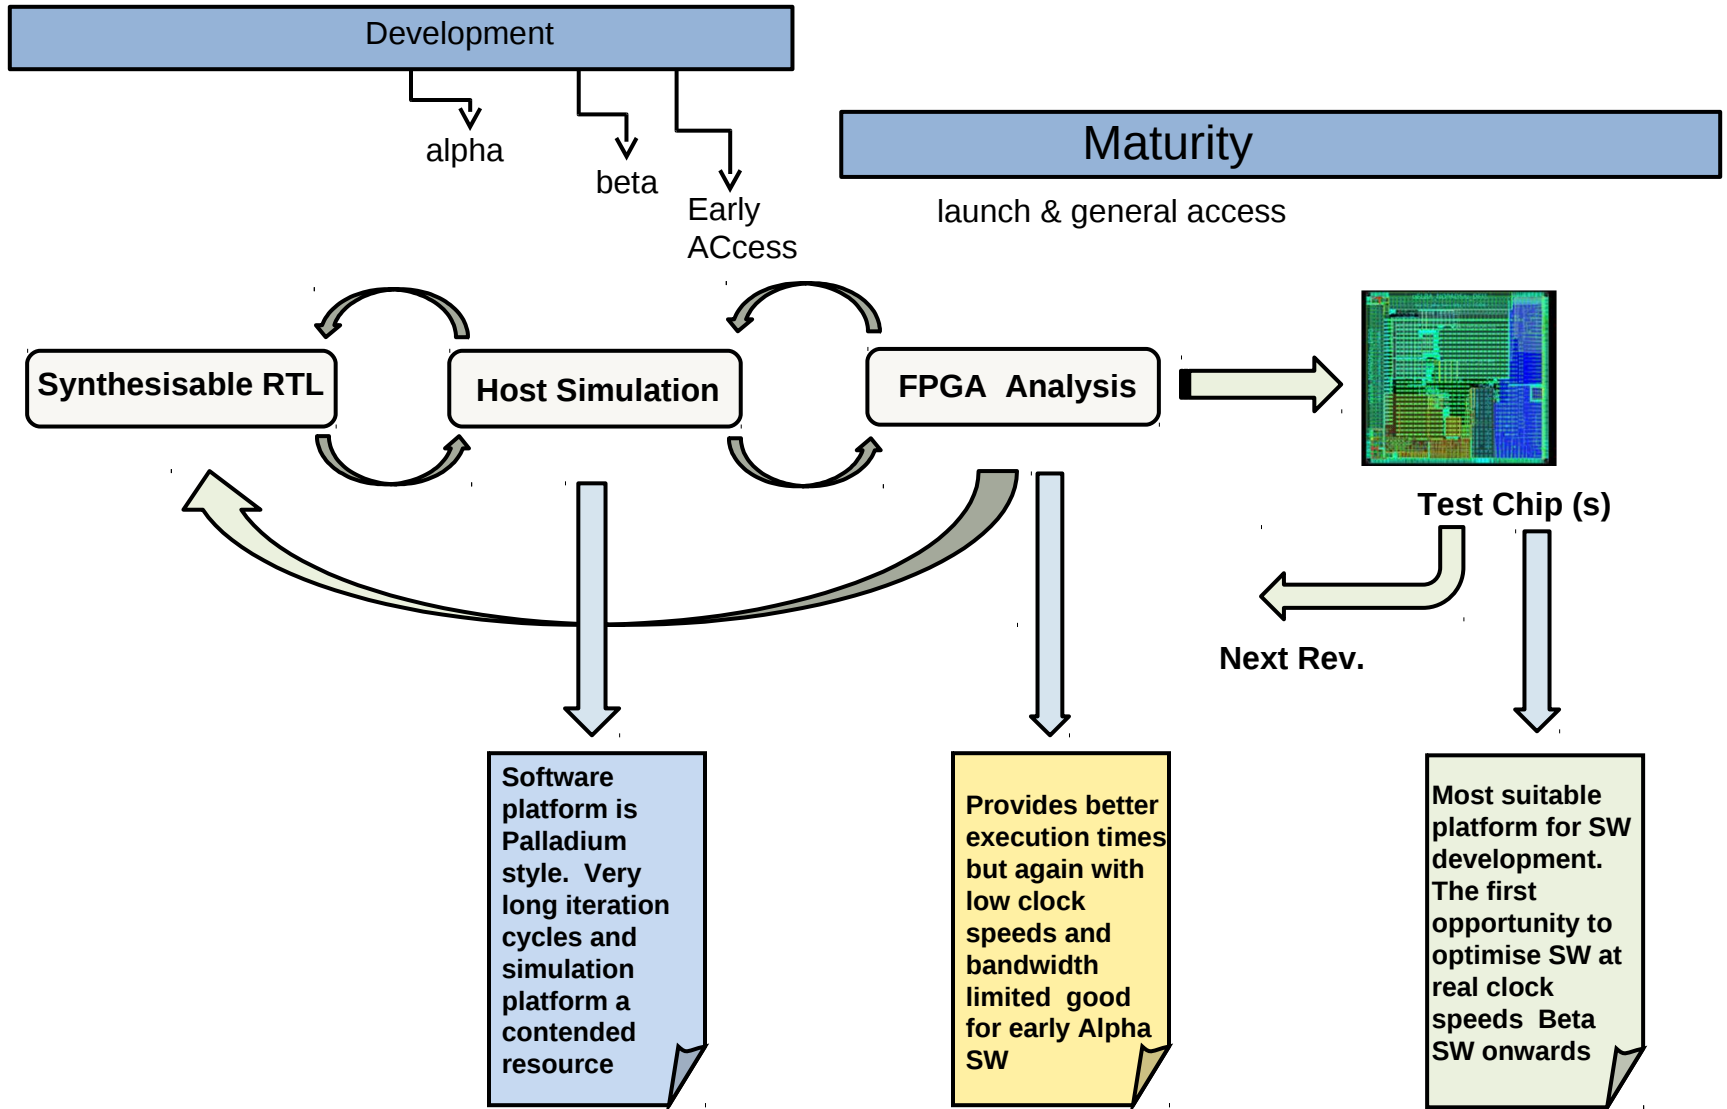 Development
alpha
beta
Early
ACcess
Maturity
launch & general access
Synthesisable RTL
Host Simulation
FPGA  Analysis
Test Chip (s)
Next Rev.
Software
platform is
Palladium
style.  Very
long iteration
cycles and
simulation
platform a
contended
resource
Provides better
execution times
but again with
low clock
speeds and
bandwidth
limited  good
for early Alpha
SW
Most suitable
platform for SW
development.
The first
opportunity to
optimise SW at
real clock
speeds  Beta
SW onwards